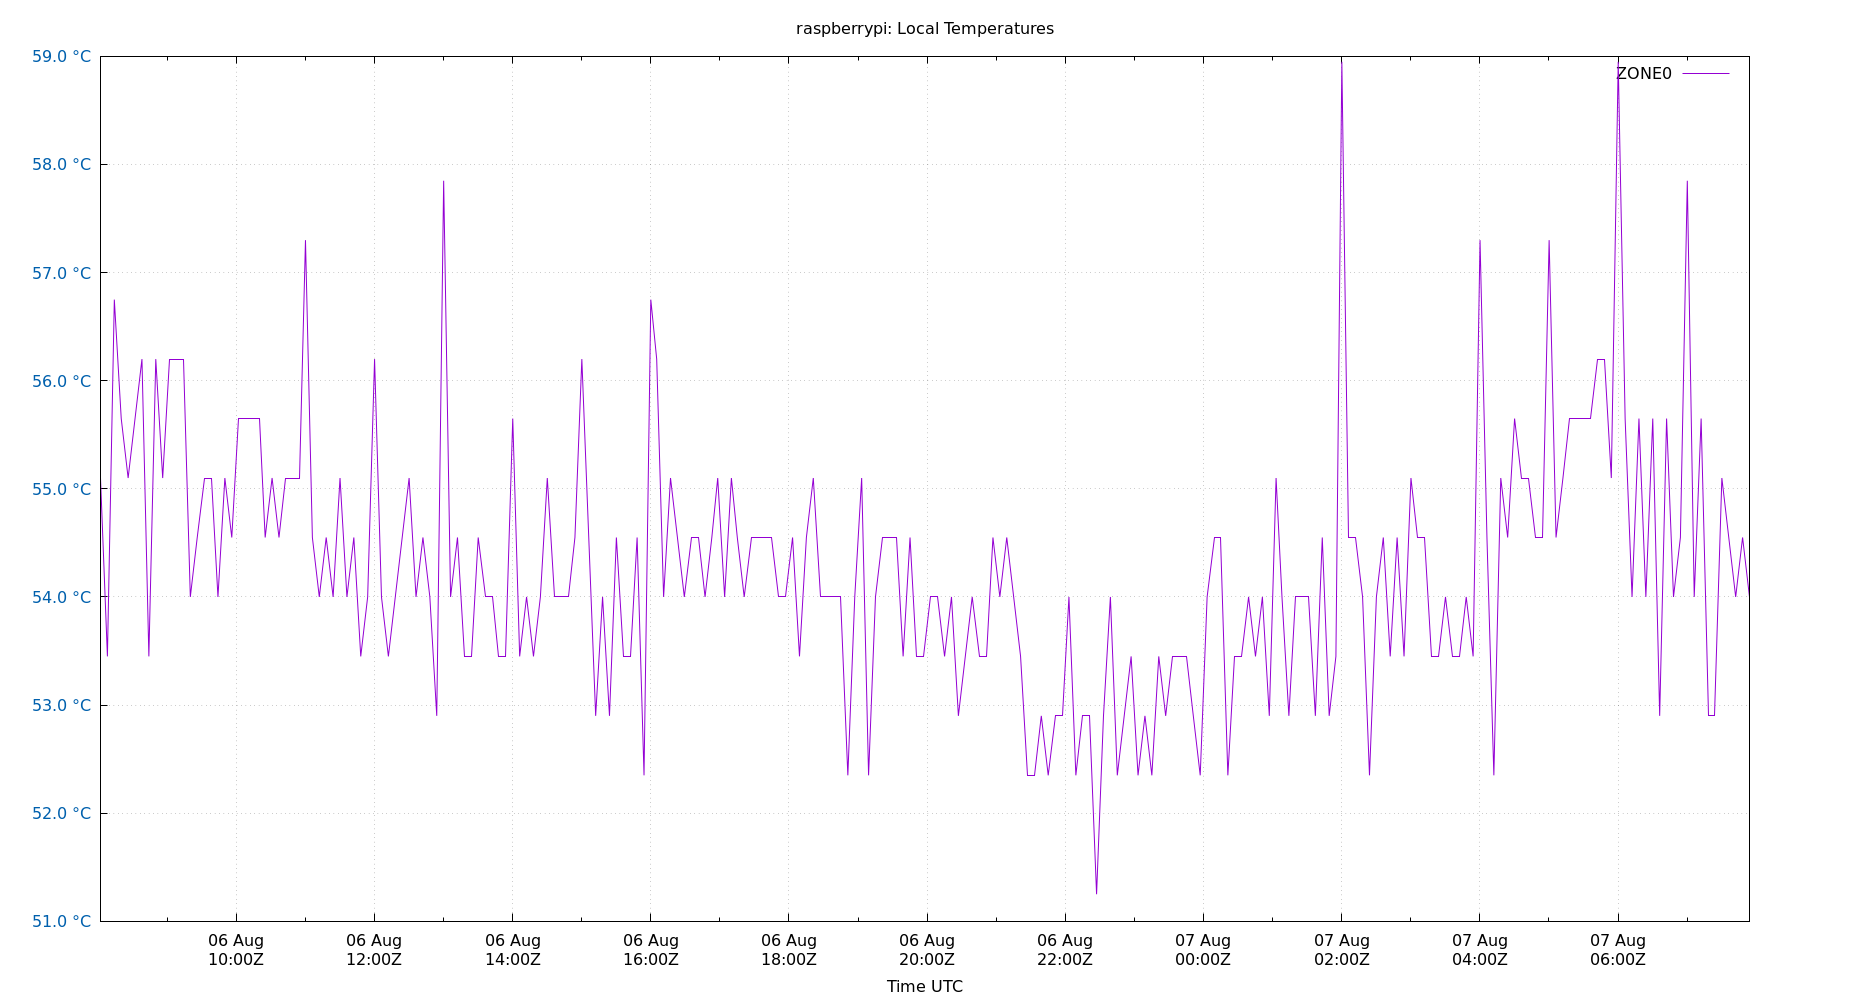 raspberrypi: Local Temperatures
59.0 °C
ZONE0
58.0 °C
57.0 °C
56.0 °C
55.0 °C
54.0 °C
53.0 °C
52.0 °C
51.0 °C
06 Aug 06 Aug 06 Aug 06 Aug 06 Aug 06 Aug 06 Aug 07 Aug 07 Aug 07 Aug 07 Aug
10:00Z 12:00Z 14:00Z 16:00Z 18:00Z 20:00Z 22:00Z 00:00Z 02:00Z 04:00Z 06:00Z
Time UTC